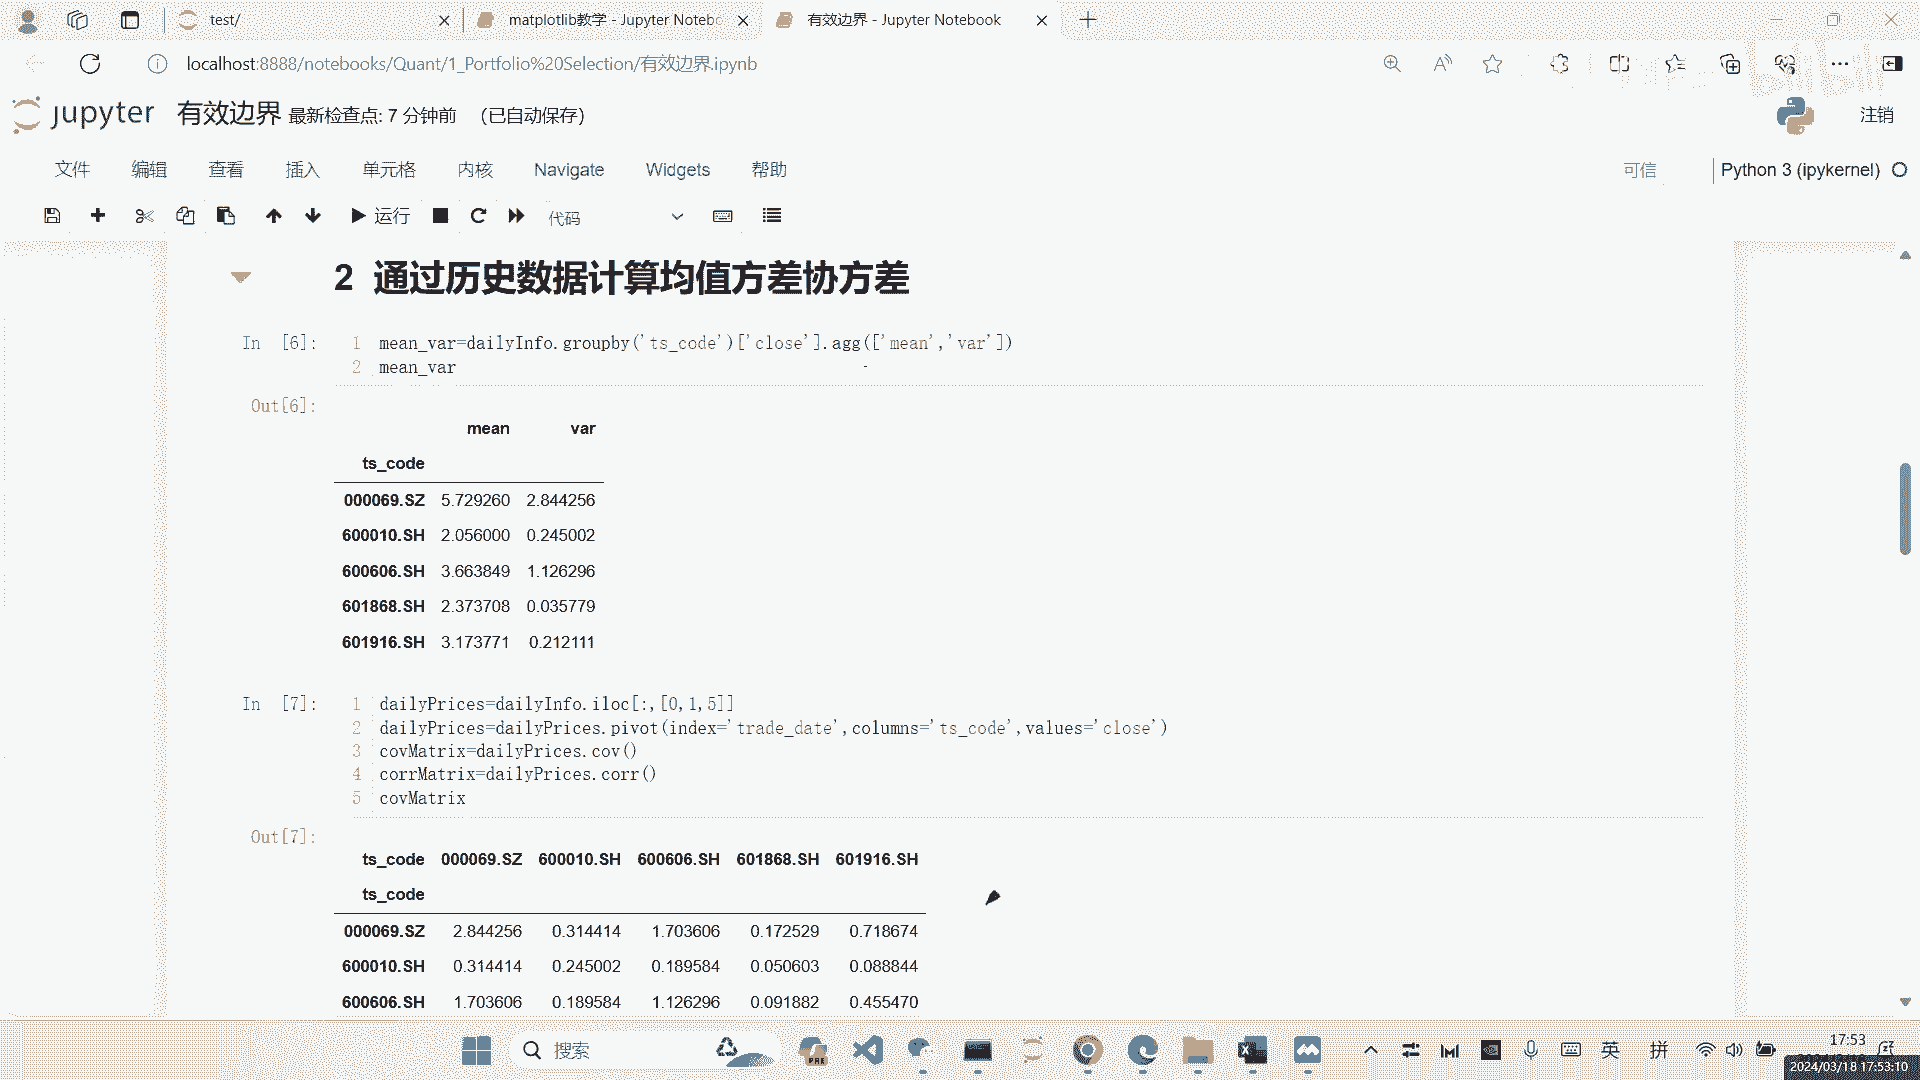 test/
matplotlib教学 - Jupyter Notebo
有效边界 - Jupyter Notebook
localhost:8888/notebooks/Quant/1_Portfolio%20Selection/有效边界.ipynb
jupyter 有效边界 最新检查点: 7 分钟前 (已自动保存)
注销
文件 编辑 查看 插入 单元格 内核 Navigate Widgets 帮助
可信 Python 3 (ipykernel)
运行 代码
2 通过历史数据计算均值方差协方差
In [6]: 1 mean_var=dailyInfo.groupby('ts_code')['close'].agg(['mean','var'])
2 mean_var
Out[6]:
mean var
ts_code
000069.SZ 5.729260 2.844256
600010.SH 2.056000 0.245002
600606.SH 3.663849 1.126296
601868.SH 2.373708 0.035779
601916.SH 3.173771 0.212111
In [7]: 1 dailyPrices=dailyInfo.iloc[:,[0,1,5]]
2 dailyPrices=dailyPrices.pivot(index='trade_date',columns='ts_code',values='close')
3 covMatrix=dailyPrices.cov()
4 corrMatrix=dailyPrices.corr()
5 covMatrix
Out[7]:
ts_code 000069.SZ 600010.SH 600606.SH 601868.SH 601916.SH
ts_code
000069.SZ 2.844256 0.314414 1.703606 0.172529 0.718674
600010.SH 0.314414 0.245002 0.189584 0.050603 0.088844
600606.SH 1.703606 0.189584 1.126296 0.091882 0.455470
搜索
PRE
英 拼
17:53
2024/03/18 17:53:10